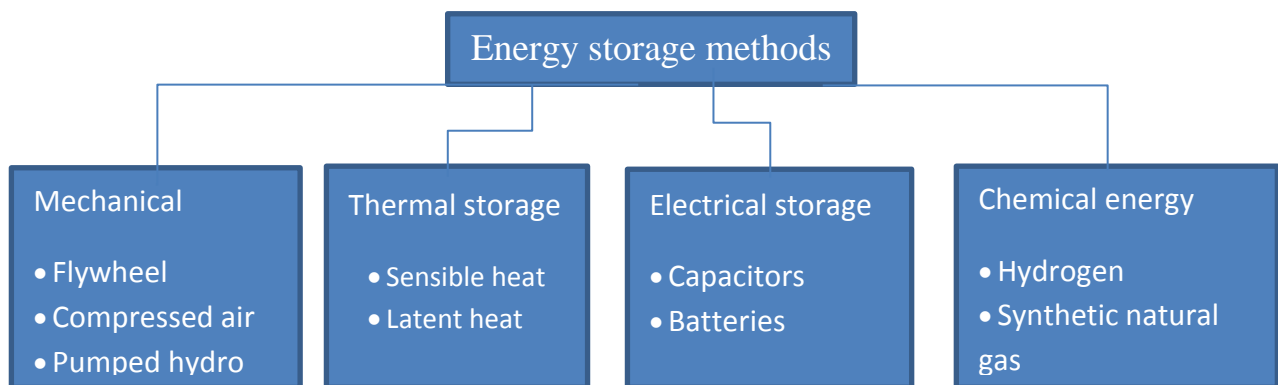 Energy storage methods
Mechanical
• Flywheel
• Compressed air
• Pumped hydro
Thermal storage
• Sensible heat
• Latent heat
Electrical storage
• Capacitors
• Batteries
Chemical energy
• Hydrogen
• Synthetic natural
gas